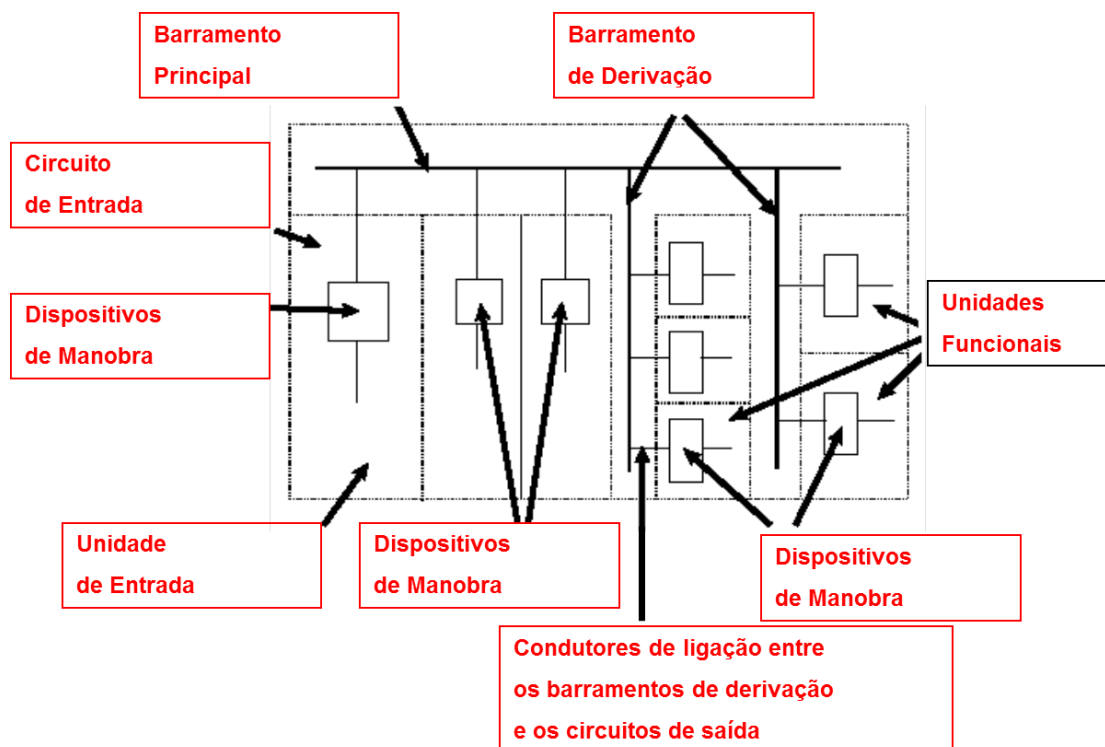 Barramento
Principal
Barramento
de Derivação
Circuito
de Entrada
Dispositivos
de Manobra
Unidades
Funcionais
Unidade
de Entrada
Dispositivos
de Manobra
Dispositivos
de Manobra
Condutores de ligação entre
os barramentos de derivação
e os circuitos de saída